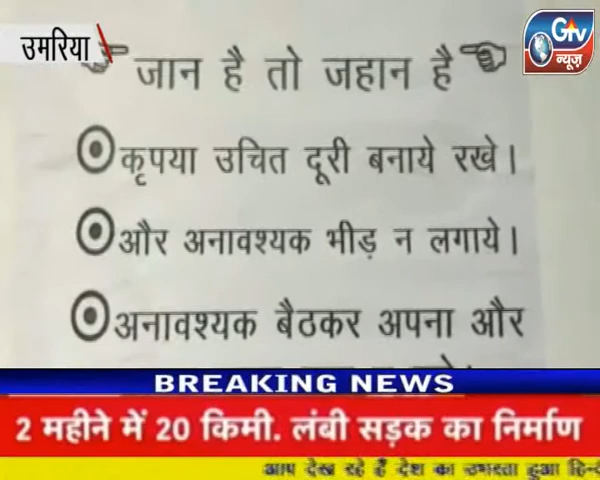 उमरिया
Gtv
न्यूज़
जान है तो जहान है
कृपया उचित दूरी बनाये रखे।
और अनावश्यक भीड़ न लगाये।
अनावश्यक बैठकर अपना और
BREAKING NEWS
2 महीने में 20 किमी. लंबी सड़क का निर्माण
आप देख रहे हैं देश का उभरता हुआ